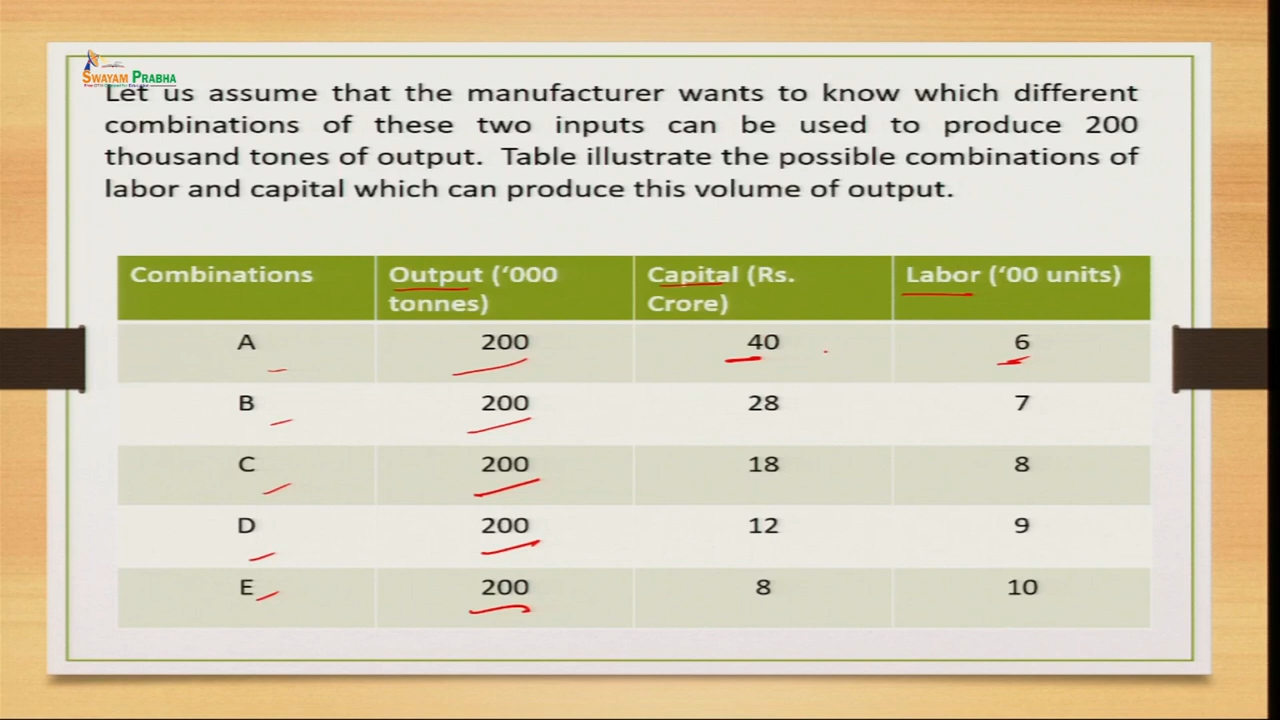 SWAYAM PRABHA
Let us assume that the manufacturer wants to know which different
combinations of these two inputs can be used to produce 200
thousand tones of output. Table illustrate the possible combinations of
labor and capital which can produce this volume of output.
Combinations Output (‘000 tonnes) Capital (Rs. Crore) Labor (‘00 units)
A 200 40 6
B 200 28 7
C 200 18 8
D 200 12 9
E 200 8 10